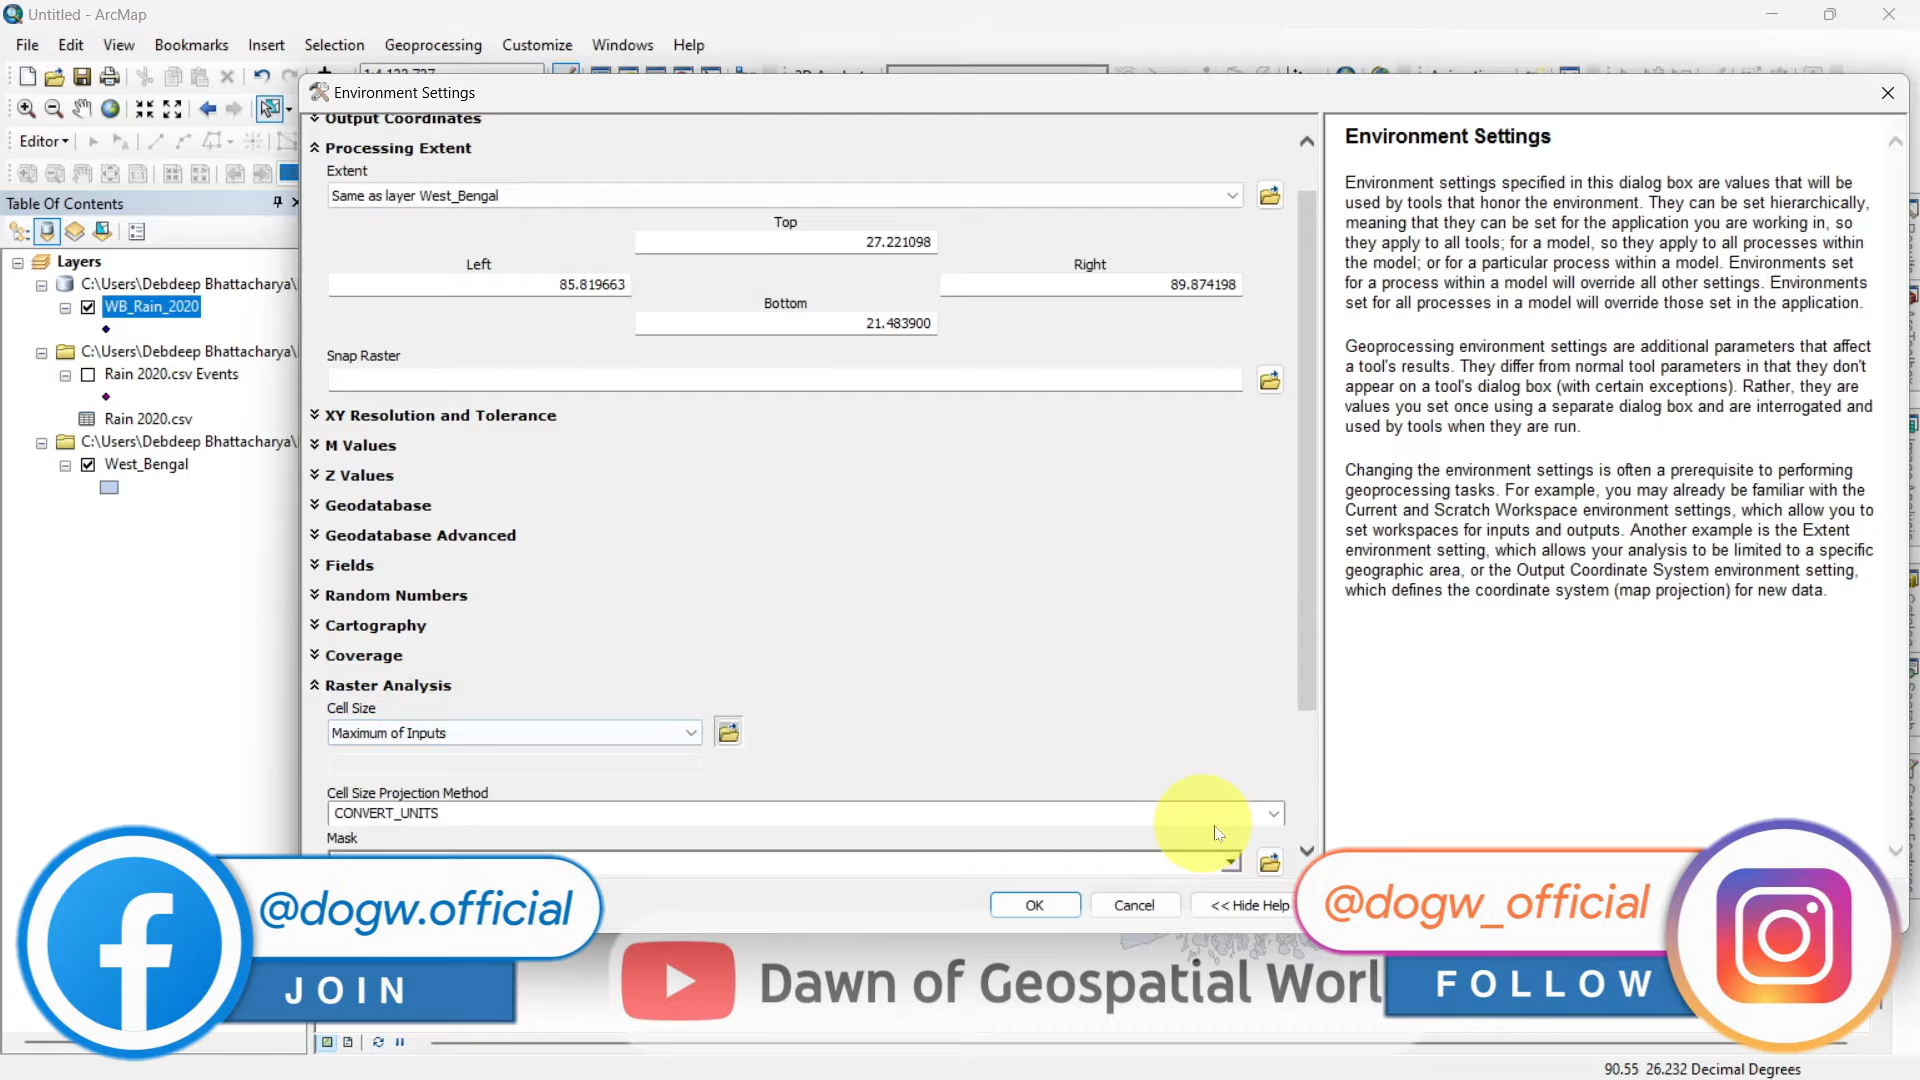 Untitled - ArcMap
File Edit View Bookmarks Insert Selection Geoprocessing Customize Windows Help
Editor
Table Of Contents
Layers
C:\Users\Debdeep Bhattacharya\
WB_Rain_2020
C:\Users\Debdeep Bhattacharya\
Rain 2020.csv Events
Rain 2020.csv
C:\Users\Debdeep Bhattacharya\
West_Bengal
Environment Settings
Output Coordinates
Processing Extent
Extent
Same as layer West_Bengal
Top
27.221098
Left
Right
85.819663
89.874198
Bottom
21.483900
Snap Raster
XY Resolution and Tolerance
M Values
Z Values
Geodatabase
Geodatabase Advanced
Fields
Random Numbers
Cartography
Coverage
Raster Analysis
Cell Size
Maximum of Inputs
Cell Size Projection Method
CONVERT_UNITS
Mask
OK Cancel << Hide Help
Environment Settings
Environment settings specified in this dialog box are values that will be
used by tools that honor the environment. They can be set hierarchically,
meaning that they can be set for the application you are working in, so
they apply to all tools; for a model, so they apply to all processes within
the model; or for a particular process within a model. Environments set
for a process within a model will override all other settings. Environments
set for all processes in a model will override those set in the application.
Geoprocessing environment settings are additional parameters that affect
a tool's results. They differ from normal tool parameters in that they don't
appear on a tool's dialog box (with certain exceptions). Rather, they are
values you set once using a separate dialog box and are interrogated and
used by tools when they are run.
Changing the environment settings is often a prerequisite to performing
geoprocessing tasks. For example, you may already be familiar with the
Current and Scratch Workspace environment settings, which allow you to
set workspaces for inputs and outputs. Another example is the Extent
environment setting, which allows your analysis to be limited to a specific
geographic area, or the Output Coordinate System environment setting,
which defines the coordinate system (map projection) for new data.
@dogw.official
JOIN
Dawn of Geospatial Worl
@dogw_official
FOLLOW
90.55 26.232 Decimal Degrees